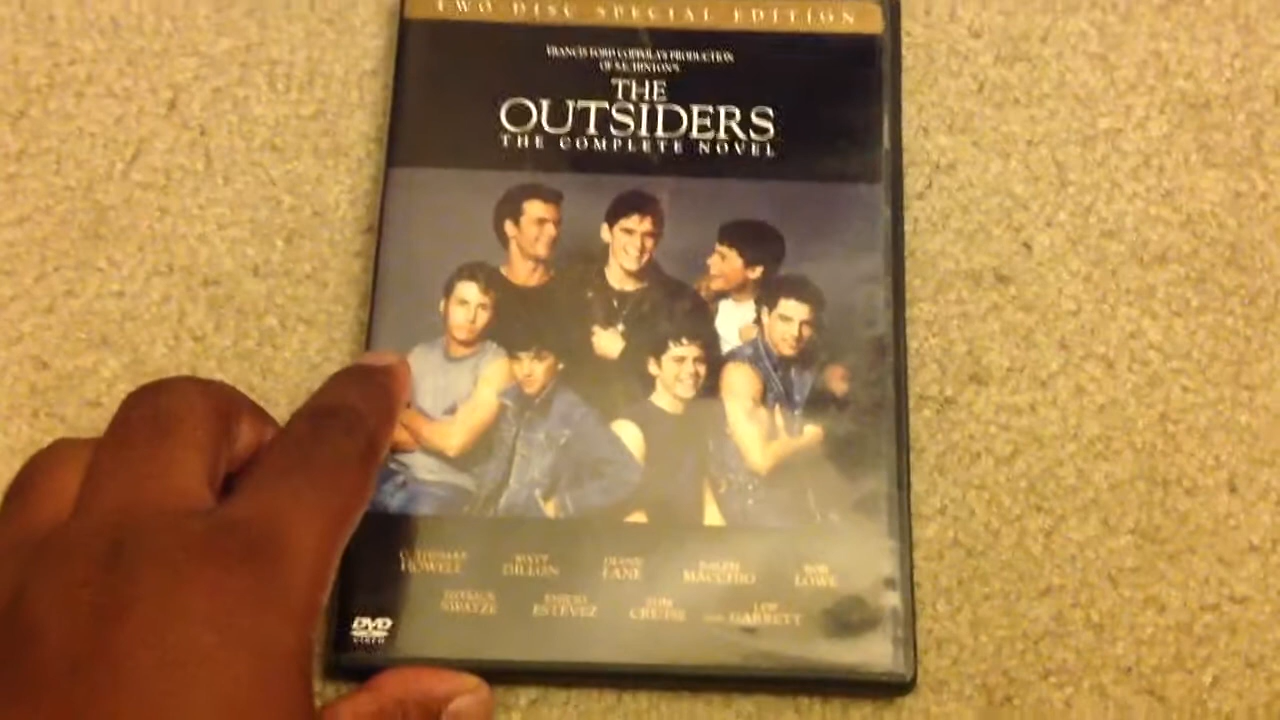 TWO DISC SPECIAL EDITION
FRANCIS FORD COPPOLA'S PRODUCTION
OF S.E. HINTON'S
THE
OUTSIDERS
THE COMPLETE NOVEL
C. THOMAS HOWELL MATT DILLON DIANE LANE RALPH MACCHIO ROB LOWE
PATRICK SWAYZE EMILIO ESTEVEZ TOM CRUISE LEIF GARRETT
DVD
VIDEO